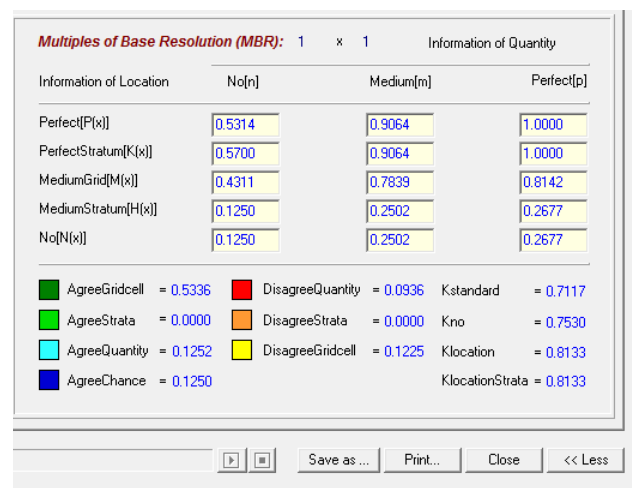 Multiples of Base Resolution (MBR): 1 x 1 Information of Quantity
Information of Location No[n] Medium[m] Perfect[p]
Perfect[P(x)] 0.5314 0.9064 1.0000
PerfectStratum[K(x)] 0.5700 0.9064 1.0000
MediumGrid[M(x)] 0.4311 0.7839 0.8142
MediumStratum[H(x)] 0.1250 0.2502 0.2677
No[N(x)] 0.1250 0.2502 0.2677
AgreeGridcell = 0.5336 DisagreeQuantity = 0.0936 Kstandard = 0.7117
AgreeStrata = 0.0000 DisagreeStrata = 0.0000 Kno = 0.7530
AgreeQuantity = 0.1252 DisagreeGridcell = 0.1225 Klocation = 0.8133
AgreeChance = 0.1250 KlocationStrata = 0.8133
Save as ... Print... Close << Less